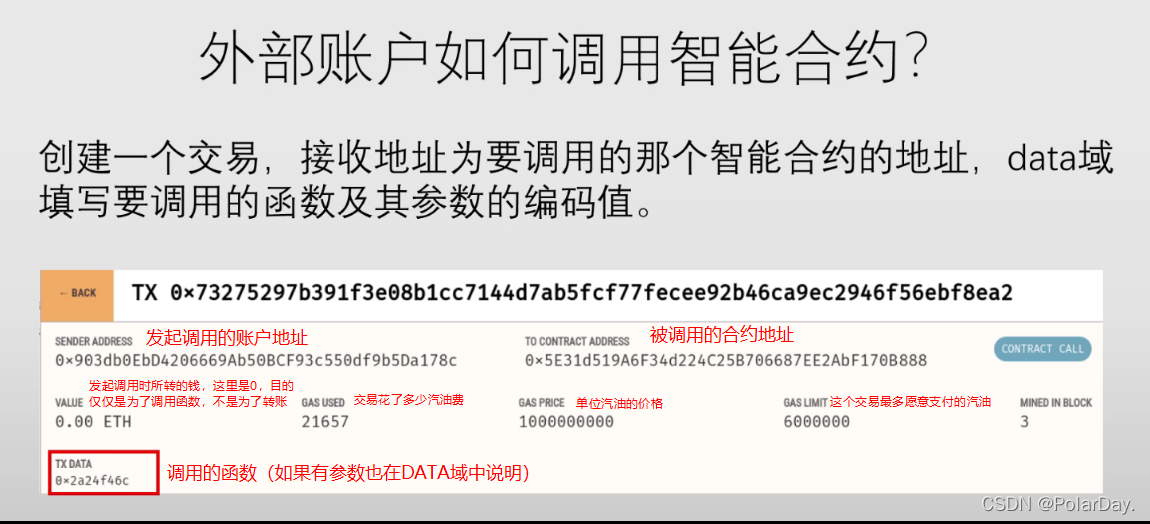 外部账户如何调用智能合约?
创建一个交易，接收地址为要调用的那个智能合约的地址，data域
填写要调用的函数及其参数的编码值。
← BACK
TX 0×73275297b391f3e08b1cc7144d7ab5fcf77fecee92b46ca9ec2946f56ebf8ea2
SENDER ADDRESS 发起调用的账户地址
0×903db0EbD4206669Ab50BCF93c550df9b5Da178c
TO CONTRACT ADDRESS 被调用的合约地址
0×5E31d519A6F34d224C25B706687EE2AbF170B888
CONTRACT CALL
发起调用时所转的钱，这里是0，目的
仅仅是为了调用函数，不是为了转账
VALUE
0.00 ETH
GAS USED 交易花了多少汽油费
21657
GAS PRICE 单位汽油的价格
1000000000
GAS LIMIT 这个交易最多愿意支付的汽油
6000000
MINED IN BLOCK
3
TX DATA
0×2a24f46c
调用的函数（如果有参数也在DATA域中说明）
CSDN @PolarDay.